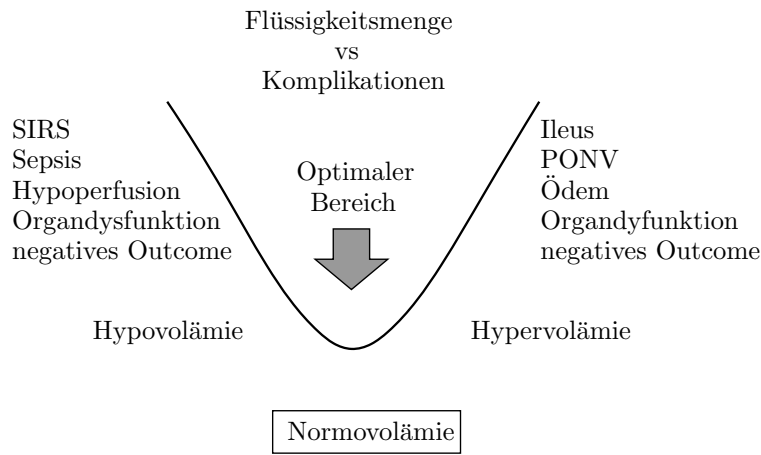 Flüssigkeitsmenge
vs
Komplikationen
SIRS
Sepsis
Hypoperfusion
Organdysfunktion
negatives Outcome
Optimaler
Bereich
Ileus
PONV
Ödem
Organdyfunktion
negatives Outcome
Hypovolämie
Hypervolämie
Normovolämie